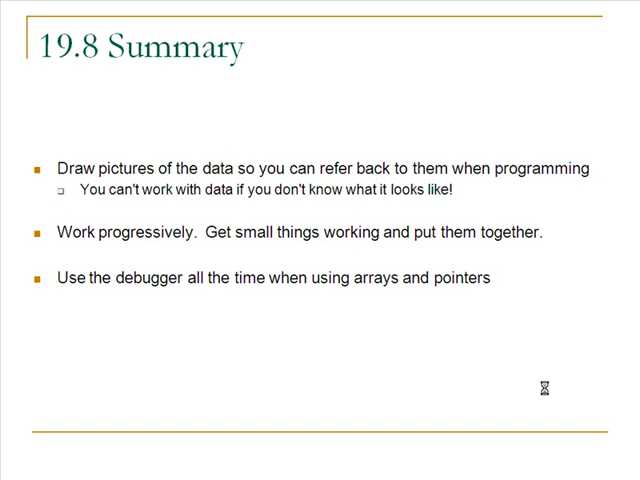 19.8 Summary
Draw pictures of the data so you can refer back to them when programming
You can't work with data if you don't know what it looks like!
Work progressively.  Get small things working and put them together.
Use the debugger all the time when using arrays and pointers